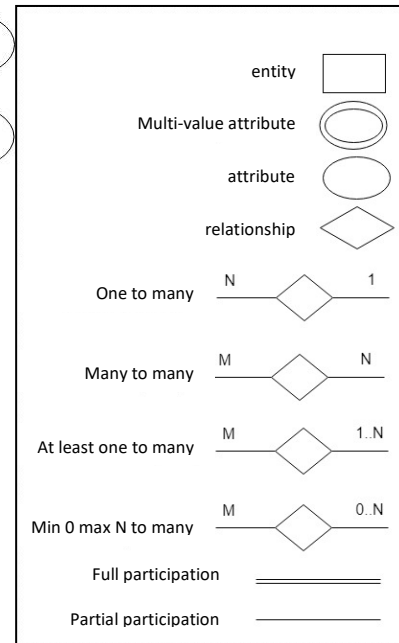 entity
Multi-value attribute
attribute
relationship
One to many N 1
Many to many M N
At least one to many M 1..N
Min 0 max N to many M 0..N
Full participation
Partial participation